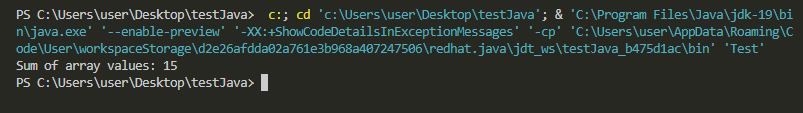 PS C:\Users\user\Desktop\testJava>  c:; cd 'c:\Users\user\Desktop\testJava'; & 'C:\Program Files\Java\jdk-19\bi
n\java.exe' '--enable-preview' '-XX:+ShowCodeDetailsInExceptionMessages' '-cp' 'C:\Users\user\AppData\Roaming\C
ode\User\workspaceStorage\d2e26afdda02a761e3b968a407247506\redhat.java\jdt_ws\testJava_b475d1ac\bin' 'Test'
Sum of array values: 15
PS C:\Users\user\Desktop\testJava>